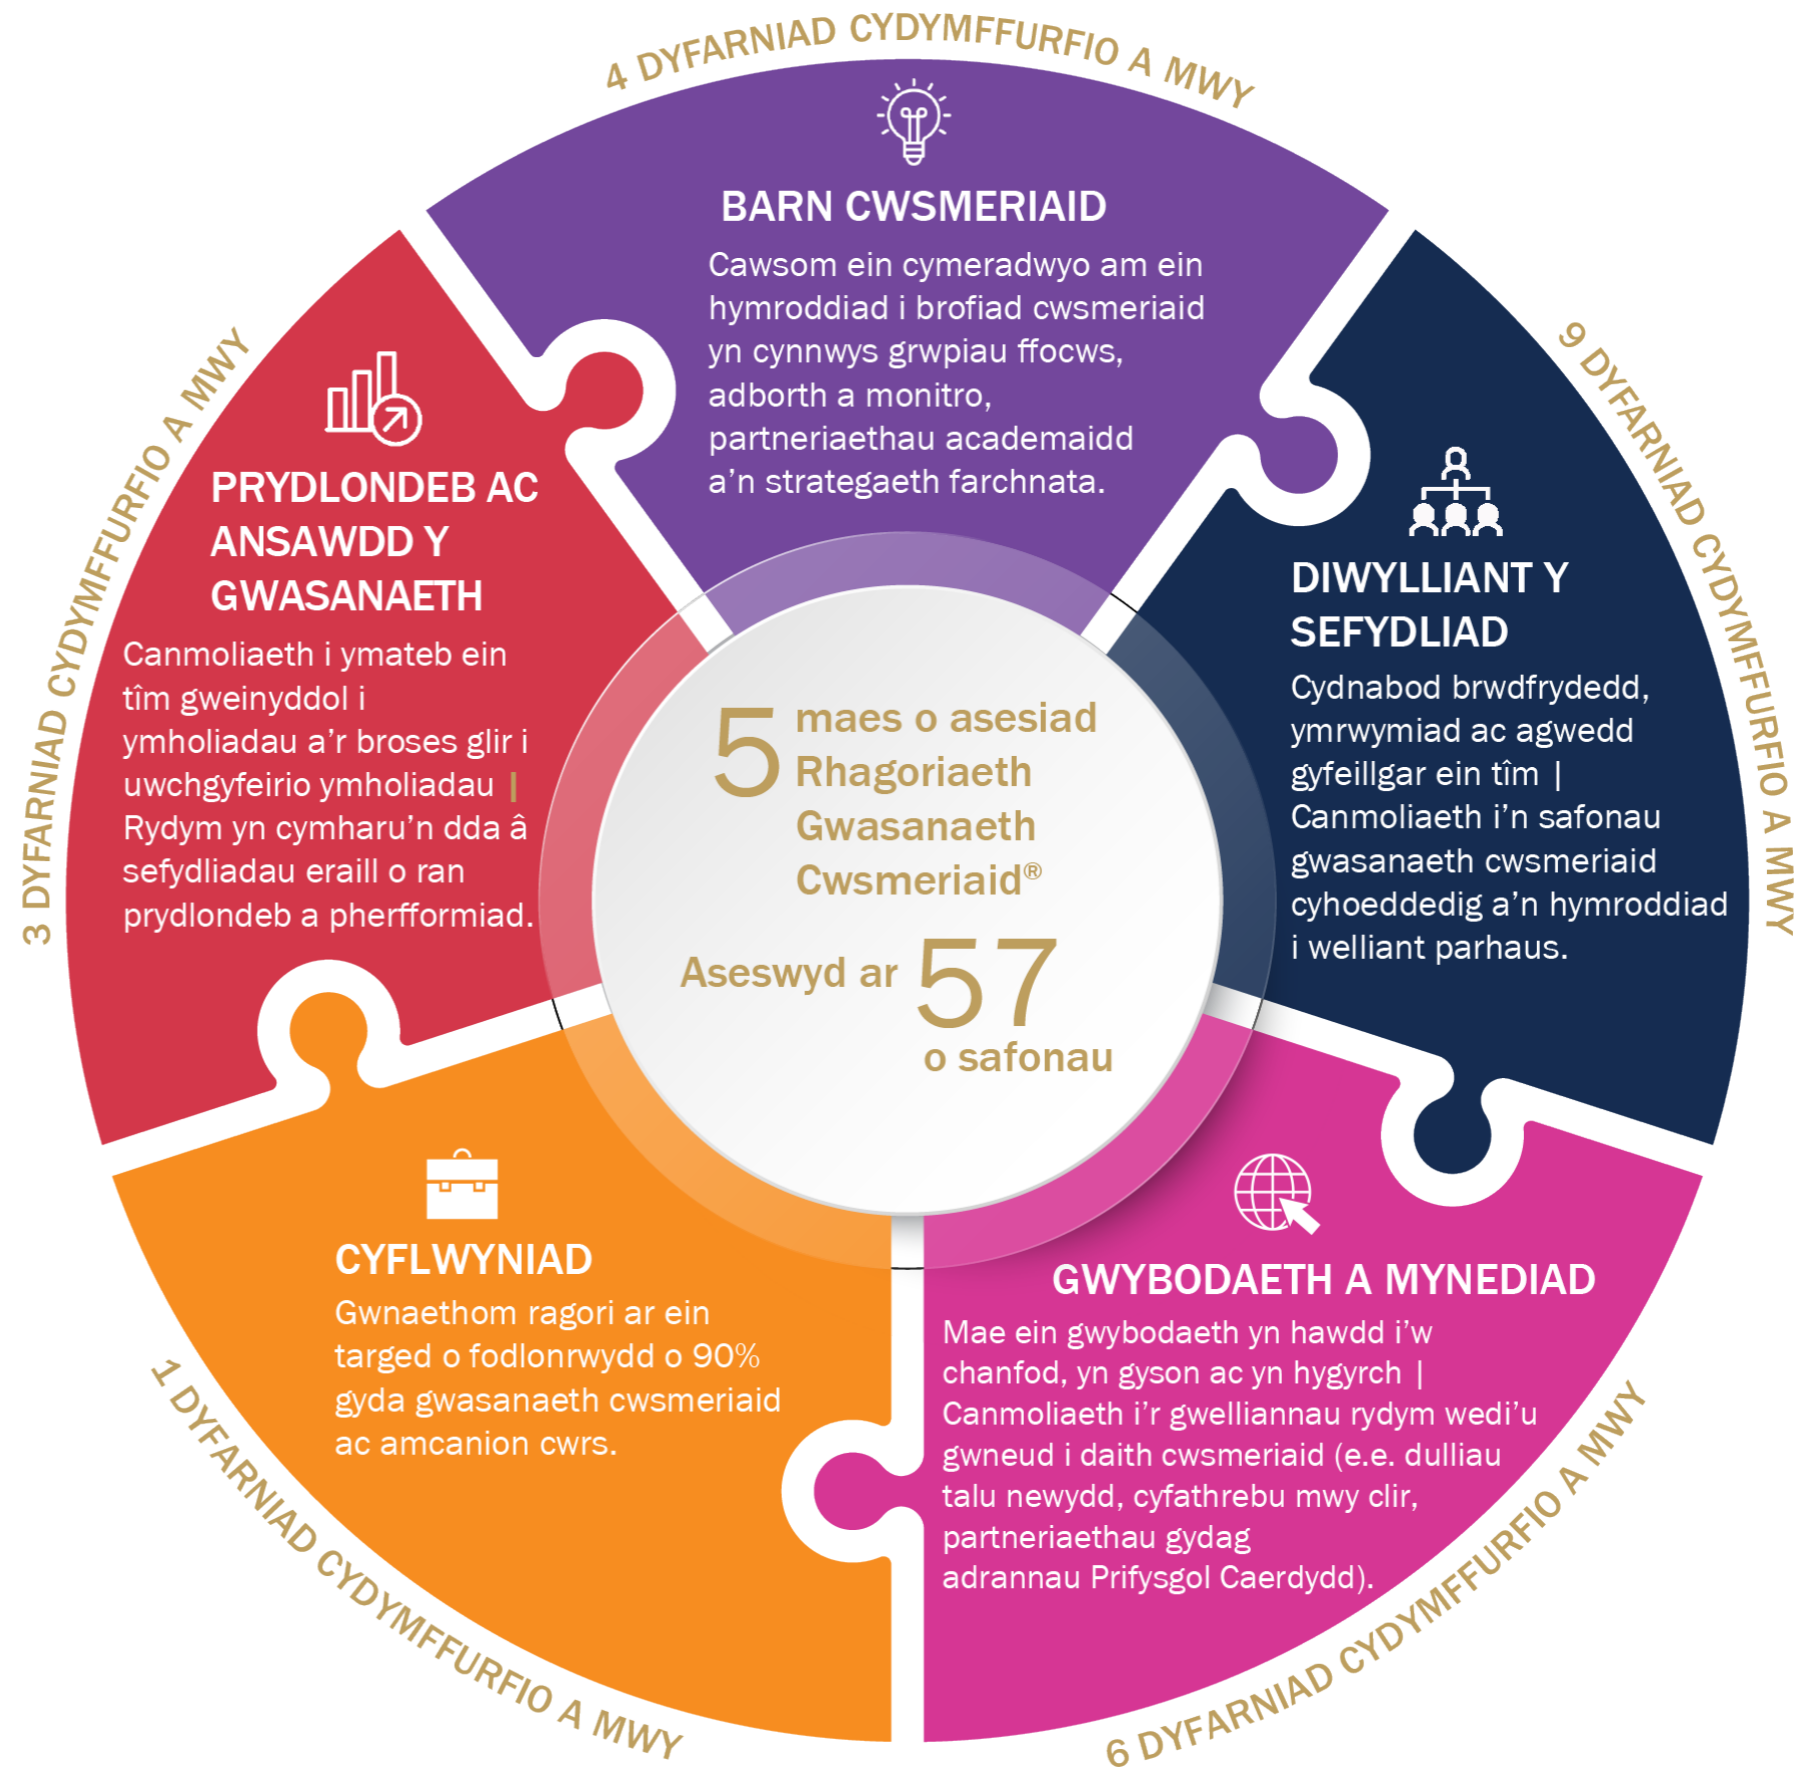 4 DYFARNIAD CYDYMFFURFIO A MWY
BARN CWSMERIAID
Cawsom ein cymeradwyo am ein
hymroddiad i brofiad cwsmeriaid
yn cynnwys grwpiau ffocws,
adborth a monitro,
partneriaethau academaidd
a’n strategaeth farchnata.
9 DYFARNIAD CYDYMFFURFIO A MWY
DIWYLLIANT Y
SEFYDLIAD
Cydnabod brwdfrydedd,
ymrwymiad ac agwedd
gyfeillgar ein tîm |
Canmoliaeth i’n safonau
gwasanaeth cwsmeriaid
cyhoeddedig a’n hymroddiad
i welliant parhaus.
6 DYFARNIAD CYDYMFFURFIO A MWY
GWYBODAETH A MYNEDIAD
Mae ein gwybodaeth yn hawdd i’w
chanfod, yn gyson ac yn hygyrch |
Canmoliaeth i’r gwelliannau rydym wedi’u
gwneud i daith cwsmeriaid (e.e. dulliau
talu newydd, cyfathrebu mwy clir,
partneriaethau gydag
adrannau Prifysgol Caerdydd).
1 DYFARNIAD CYDYMFFURFIO A MWY
CYFLWYNIAD
Gwnaethom ragori ar ein
targed o fodlonrwydd o 90%
gyda gwasanaeth cwsmeriaid
ac amcanion cwrs.
3 DYFARNIAD CYDYMFFURFIO A MWY
PRYDLONDEB AC
ANSAWDD Y
GWASANAETH
Canmoliaeth i ymateb ein
tîm gweinyddol i
ymholiadau a’r broses glir i
uwchgyfeirio ymholiadau |
Rydym yn cymharu’n dda â
sefydliadau eraill o ran
prydlondeb a pherfformiad.
5 maes o asesiad
Rhagoriaeth
Gwasanaeth
Cwsmeriaid®
Aseswyd ar 57
o safonau